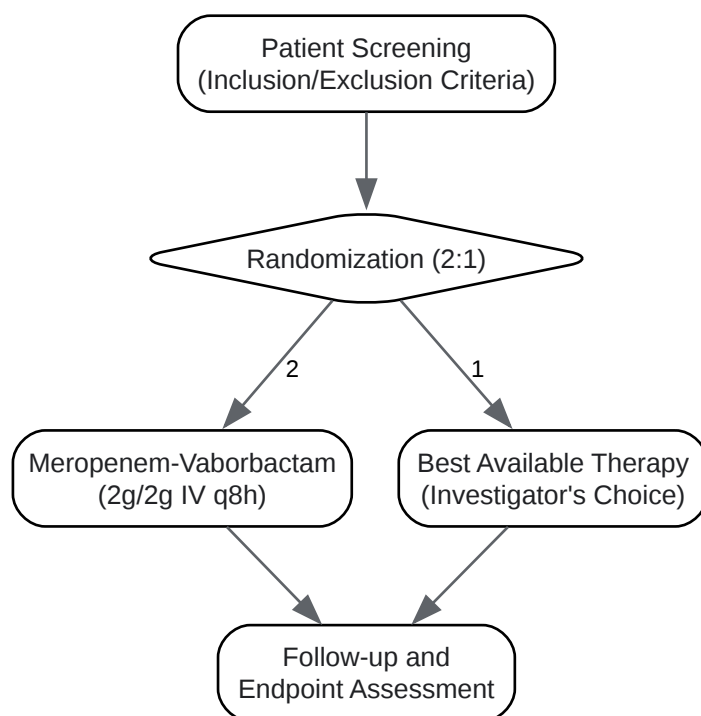 Patient Screening
(Inclusion/Exclusion Criteria)
Randomization (2:1)
2
1
Meropenem-Vaborbactam
(2g/2g IV q8h)
Best Available Therapy
(Investigator's Choice)
Follow-up and
Endpoint Assessment